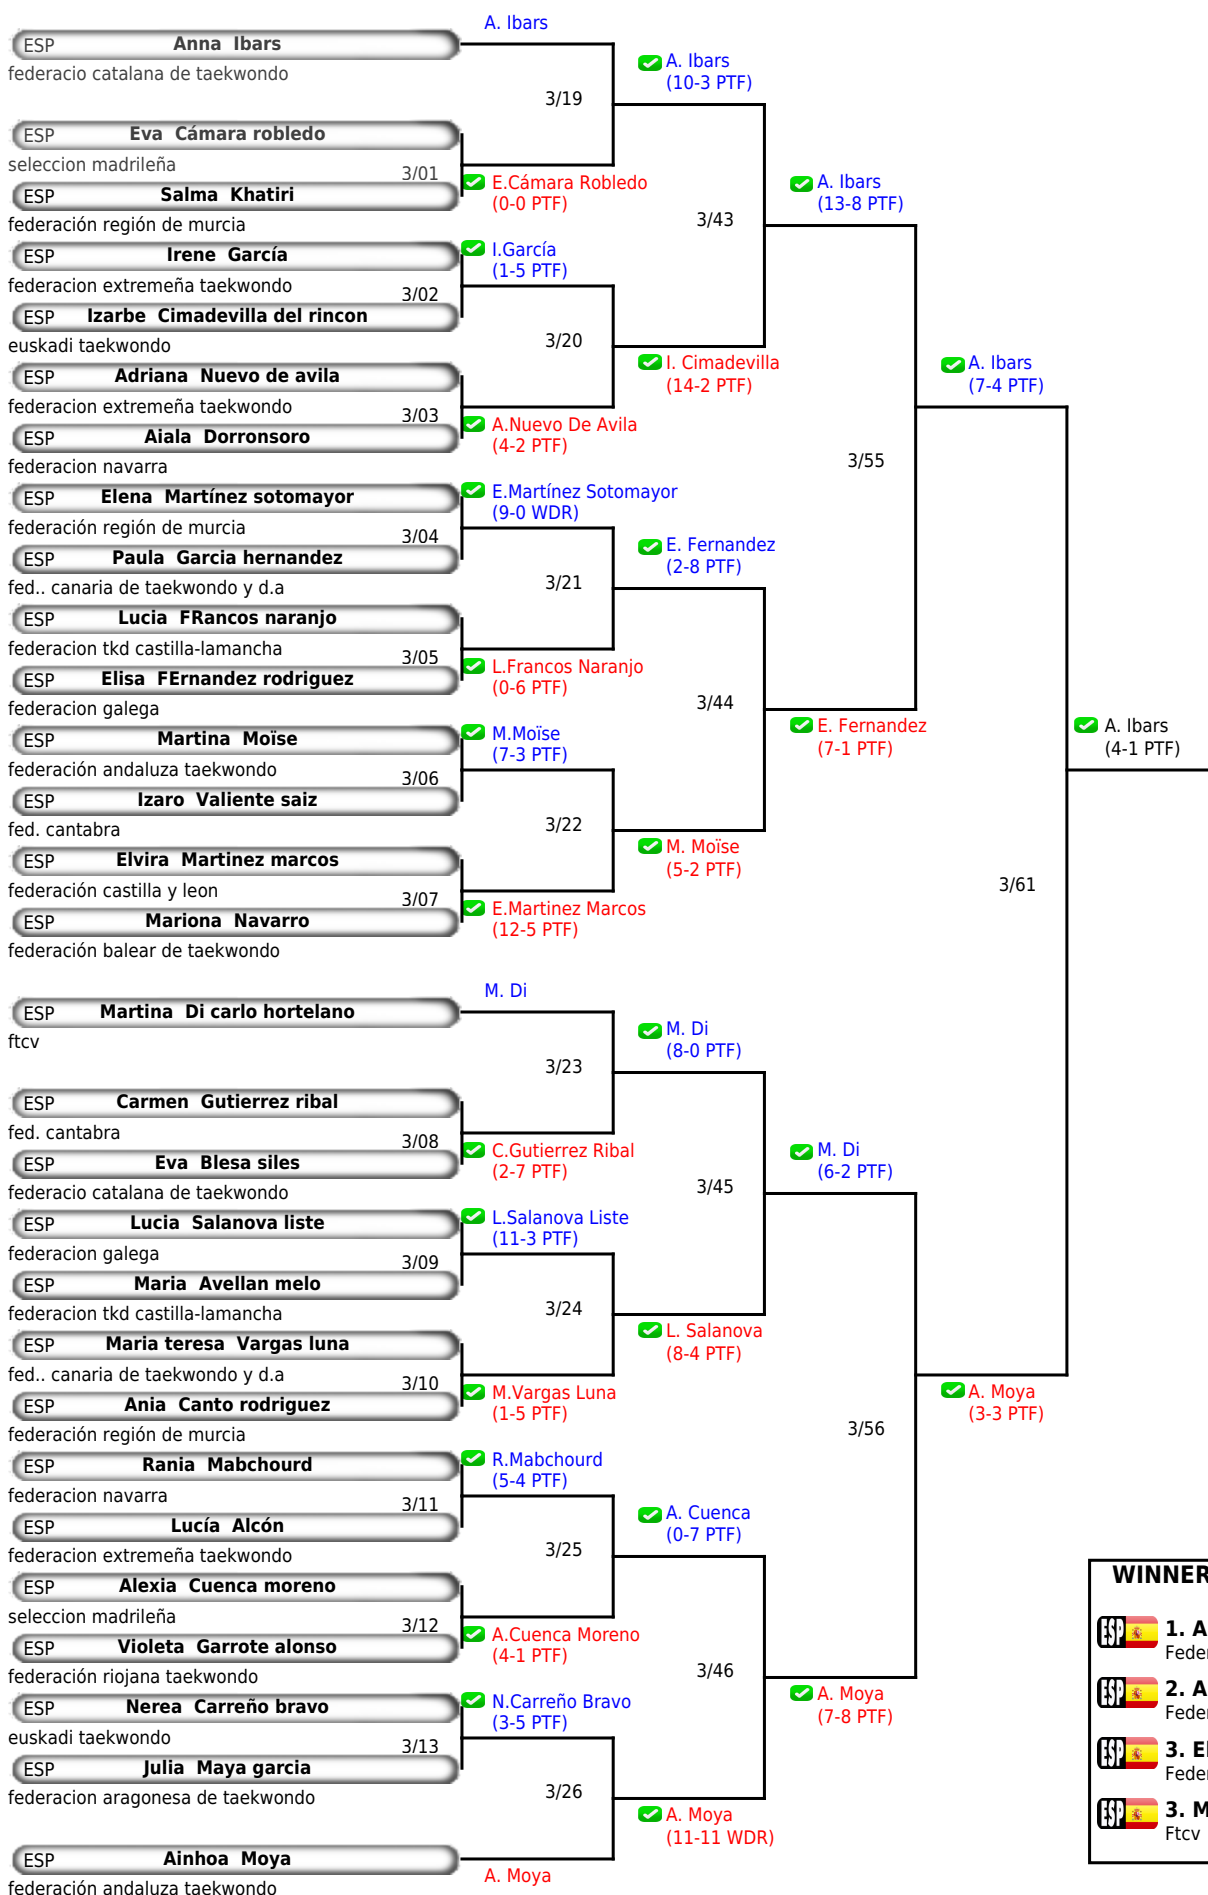 A. Ibars
ESP Anna Ibars
federacio catalana de taekwondo
A. Ibars
(10-3 PTF)
3/19
ESP Eva Cámara robledo
seleccion madrileña
3/01
E.Cámara Robledo
(0-0 PTF)
A. Ibars
(13-8 PTF)
ESP Salma Khatiri
federación región de murcia
3/43
ESP Irene García
I.García
(1-5 PTF)
federacion extremeña taekwondo
3/02
ESP Izarbe Cimadevilla del rincon
euskadi taekwondo
3/20
I. Cimadevilla
(14-2 PTF)
A. Ibars
(7-4 PTF)
ESP Adriana Nuevo de avila
federacion extremeña taekwondo
3/03
A.Nuevo De Avila
(4-2 PTF)
ESP Aiala Dorronsoro
federacion navarra
3/55
ESP Elena Martínez sotomayor
E.Martínez Sotomayor
(9-0 WDR)
federación región de murcia
3/04
E. Fernandez
(2-8 PTF)
ESP Paula Garcia hernandez
fed.. canaria de taekwondo y d.a
3/21
ESP Lucia FRancos naranjo
federacion tkd castilla-lamancha
3/05
L.Francos Naranjo
(0-6 PTF)
ESP Elisa FErnandez rodriguez
federacion galega
3/44
E. Fernandez
(7-1 PTF)
A. Ibars
(4-1 PTF)
ESP Martina Moïse
M.Moïse
(7-3 PTF)
federación andaluza taekwondo
3/06
ESP Izaro Valiente saiz
fed. cantabra
3/22
M. Moïse
(5-2 PTF)
ESP Elvira Martinez marcos
federación castilla y leon
3/07
E.Martinez Marcos
(12-5 PTF)
3/61
ESP Mariona Navarro
federación balear de taekwondo
M. Di
ESP Martina Di carlo hortelano
ftcv
M. Di
(8-0 PTF)
3/23
ESP Carmen Gutierrez ribal
fed. cantabra
3/08
C.Gutierrez Ribal
(2-7 PTF)
M. Di
(6-2 PTF)
ESP Eva Blesa siles
federacio catalana de taekwondo
3/45
ESP Lucia Salanova liste
L.Salanova Liste
(11-3 PTF)
federacion galega
3/09
ESP Maria Avellan melo
federacion tkd castilla-lamancha
3/24
L. Salanova
(8-4 PTF)
ESP Maria teresa Vargas luna
fed.. canaria de taekwondo y d.a
3/10
M.Vargas Luna
(1-5 PTF)
A. Moya
(3-3 PTF)
ESP Ania Canto rodriguez
federación región de murcia
3/56
ESP Rania Mabchourd
R.Mabchourd
(5-4 PTF)
federacion navarra
3/11
A. Cuenca
(0-7 PTF)
ESP Lucía Alcón
federacion extremeña taekwondo
3/25
ESP Alexia Cuenca moreno
seleccion madrileña
3/12
A.Cuenca Moreno
(4-1 PTF)
ESP Violeta Garrote alonso
federación riojana taekwondo
3/46
A. Moya
(7-8 PTF)
ESP Nerea Carreño bravo
N.Carreño Bravo
(3-5 PTF)
euskadi taekwondo
3/13
ESP Julia Maya garcia
federacion aragonesa de taekwondo
3/26
A. Moya
(11-11 WDR)
ESP Ainhoa Moya
A. Moya
federación andaluza taekwondo
WINNER
ESP 1. A
Feder
ESP 2. A
Feder
ESP 3. El
Feder
ESP 3. M
Ftcv